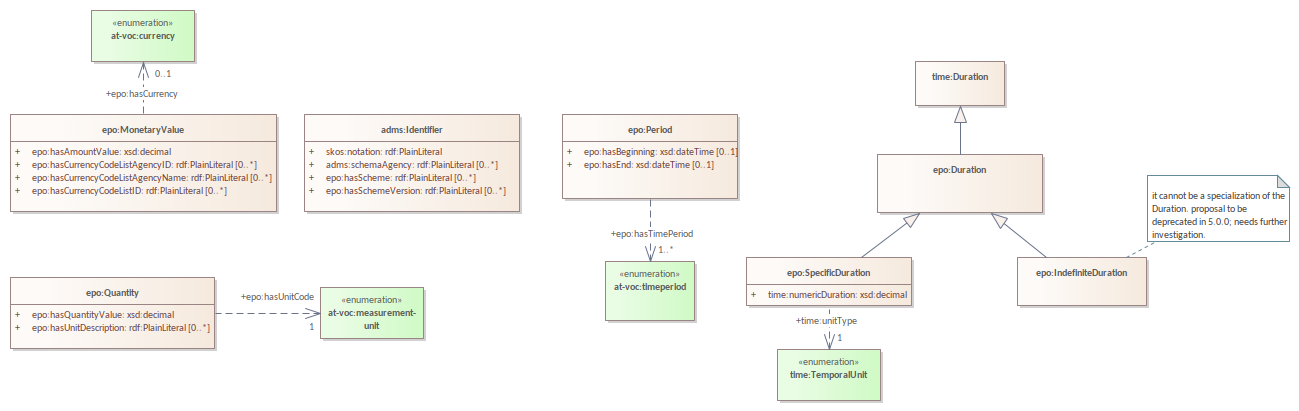 «enumeration»
at-voc:currency
0..1
+epo:hasCurrency
epo:MonetaryValue
+ epo:hasAmountValue: xsd:decimal
+ epo:hasCurrencyCodeListAgencyID: rdf:PlainLiteral [0..*]
+ epo:hasCurrencyCodeListAgencyName: rdf:PlainLiteral [0..*]
+ epo:hasCurrencyCodeListID: rdf:PlainLiteral [0..*]
adms:Identifier
+ skos:notation: rdf:PlainLiteral
+ adms:schemaAgency: rdf:PlainLiteral [0..*]
+ epo:hasScheme: rdf:PlainLiteral [0..*]
+ epo:hasSchemeVersion: rdf:PlainLiteral [0..*]
epo:Period
+ epo:hasBeginning: xsd:dateTime [0..1]
+ epo:hasEnd: xsd:dateTime [0..1]
+epo:hasTimePeriod
1..*
«enumeration»
at-voc:timeperiod
time:Duration
epo:Duration
it cannot be a specialization of the
Duration. proposal to be
deprecated in 5.0.0; needs further
investigation.
epo:SpecificDuration
+ time:numericDuration: xsd:decimal
epo:IndefiniteDuration
+time:unitType
1
«enumeration»
time:TemporalUnit
epo:Quantity
+ epo:hasQuantityValue: xsd:decimal
+ epo:hasUnitDescription: rdf:PlainLiteral [0..*]
+epo:hasUnitCode
1
«enumeration»
at-voc:measurement-
unit